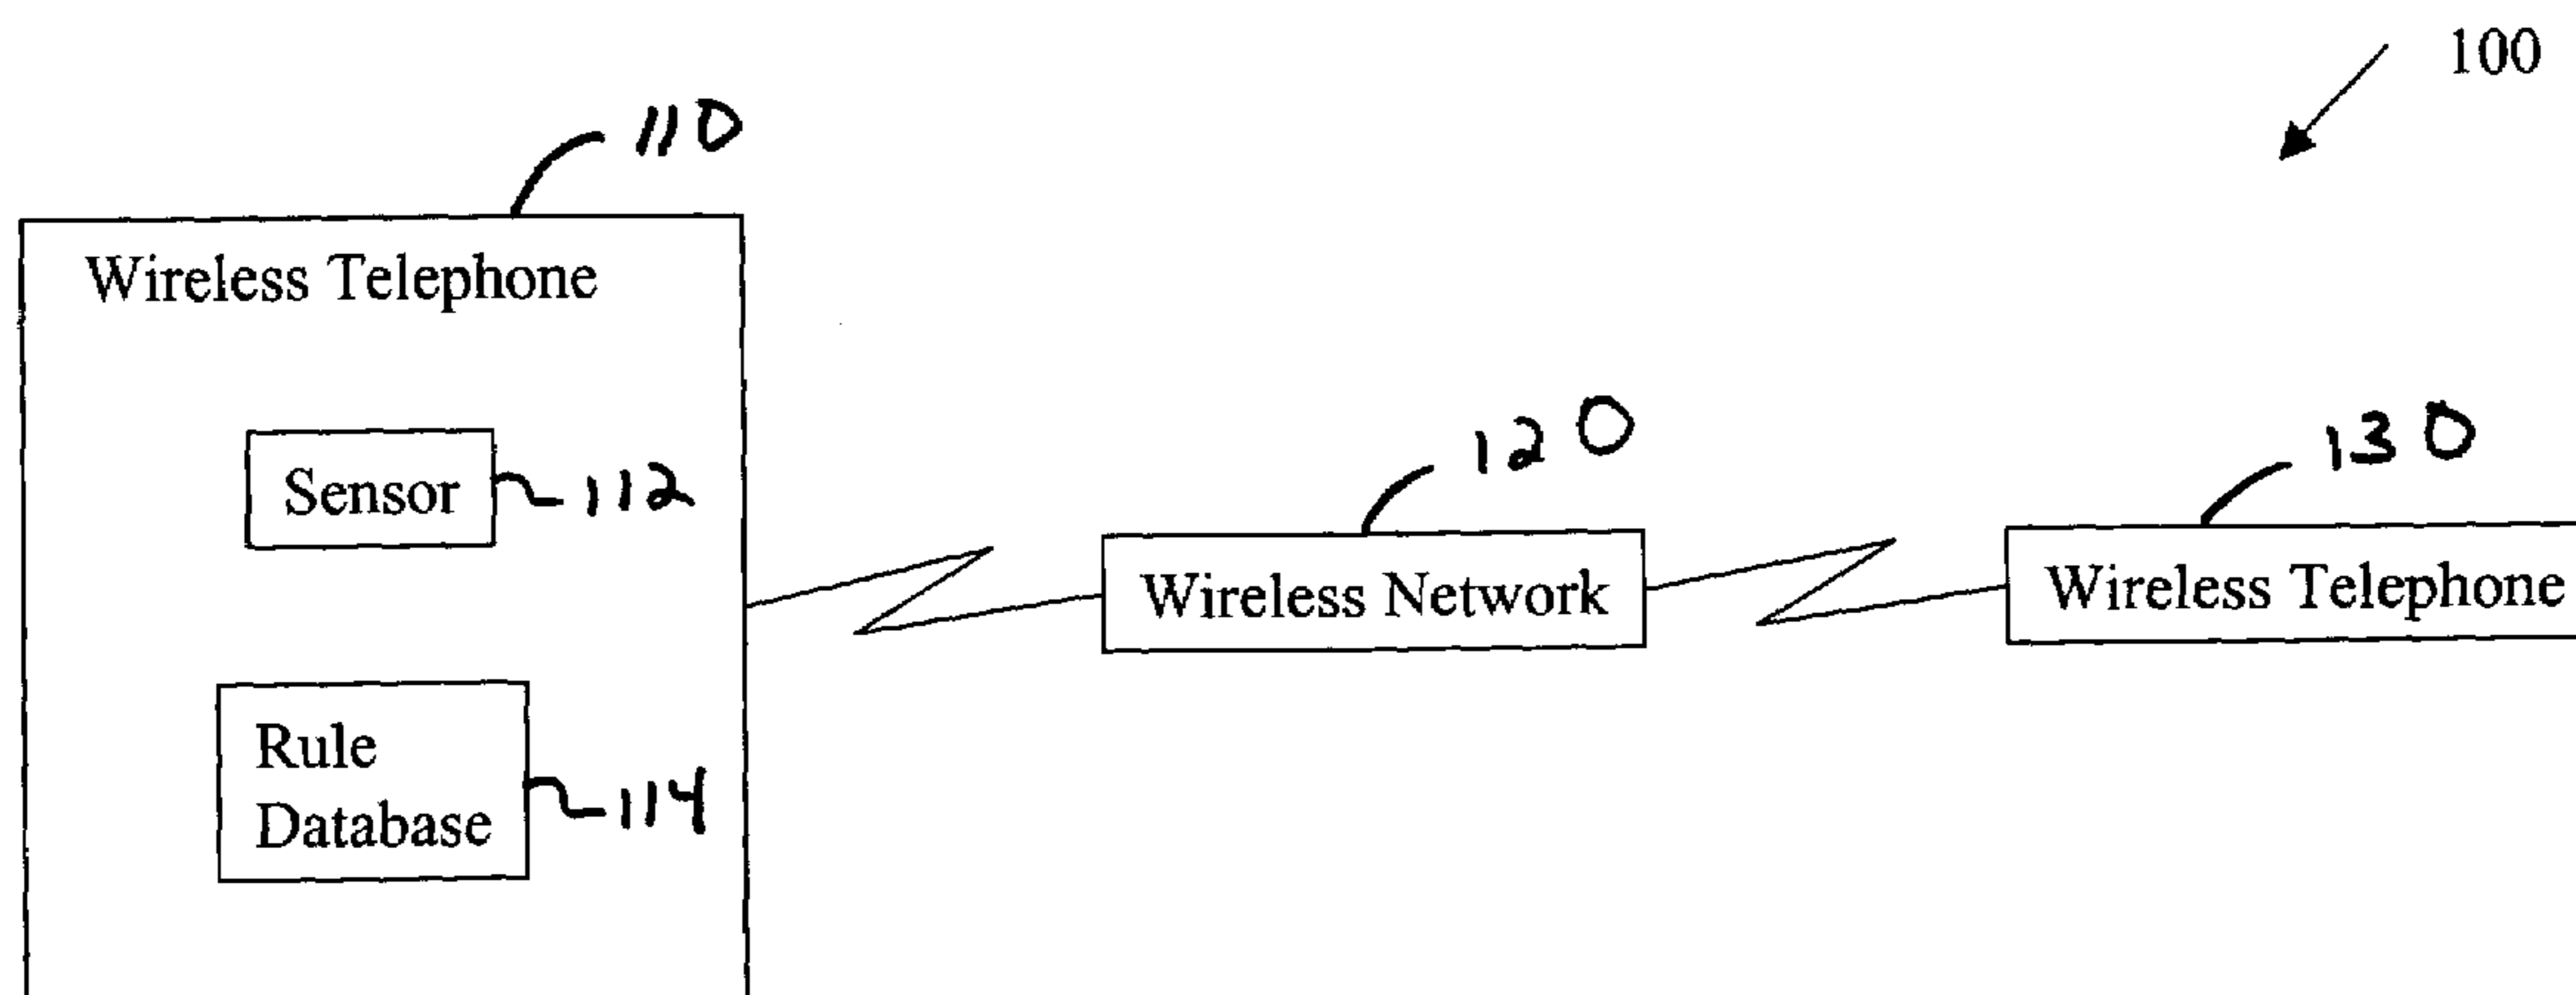 100
110
Wireless Telephone
Sensor
112
Rule
Database
114
120
Wireless Network
130
Wireless Telephone